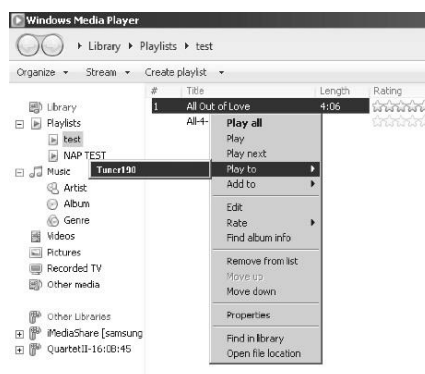 Windows Media Player
Library Playlists test
Organize Stream Create playlist
# Title Length Rating
Library 1 All Out of Love 4:06
Playlists All-4- Play all
test Play
NAP TEST Play next
Music Tuner190 Play to
Artist Add to
Album Edit
Genre Rate
Videos Find album info
Pictures
Recorded TV Remove from list
Other media Move up
Move down
Other Libraries Properties
iMediaShare [samsung Find in library
QuartetII-16:0B:45 Open file location